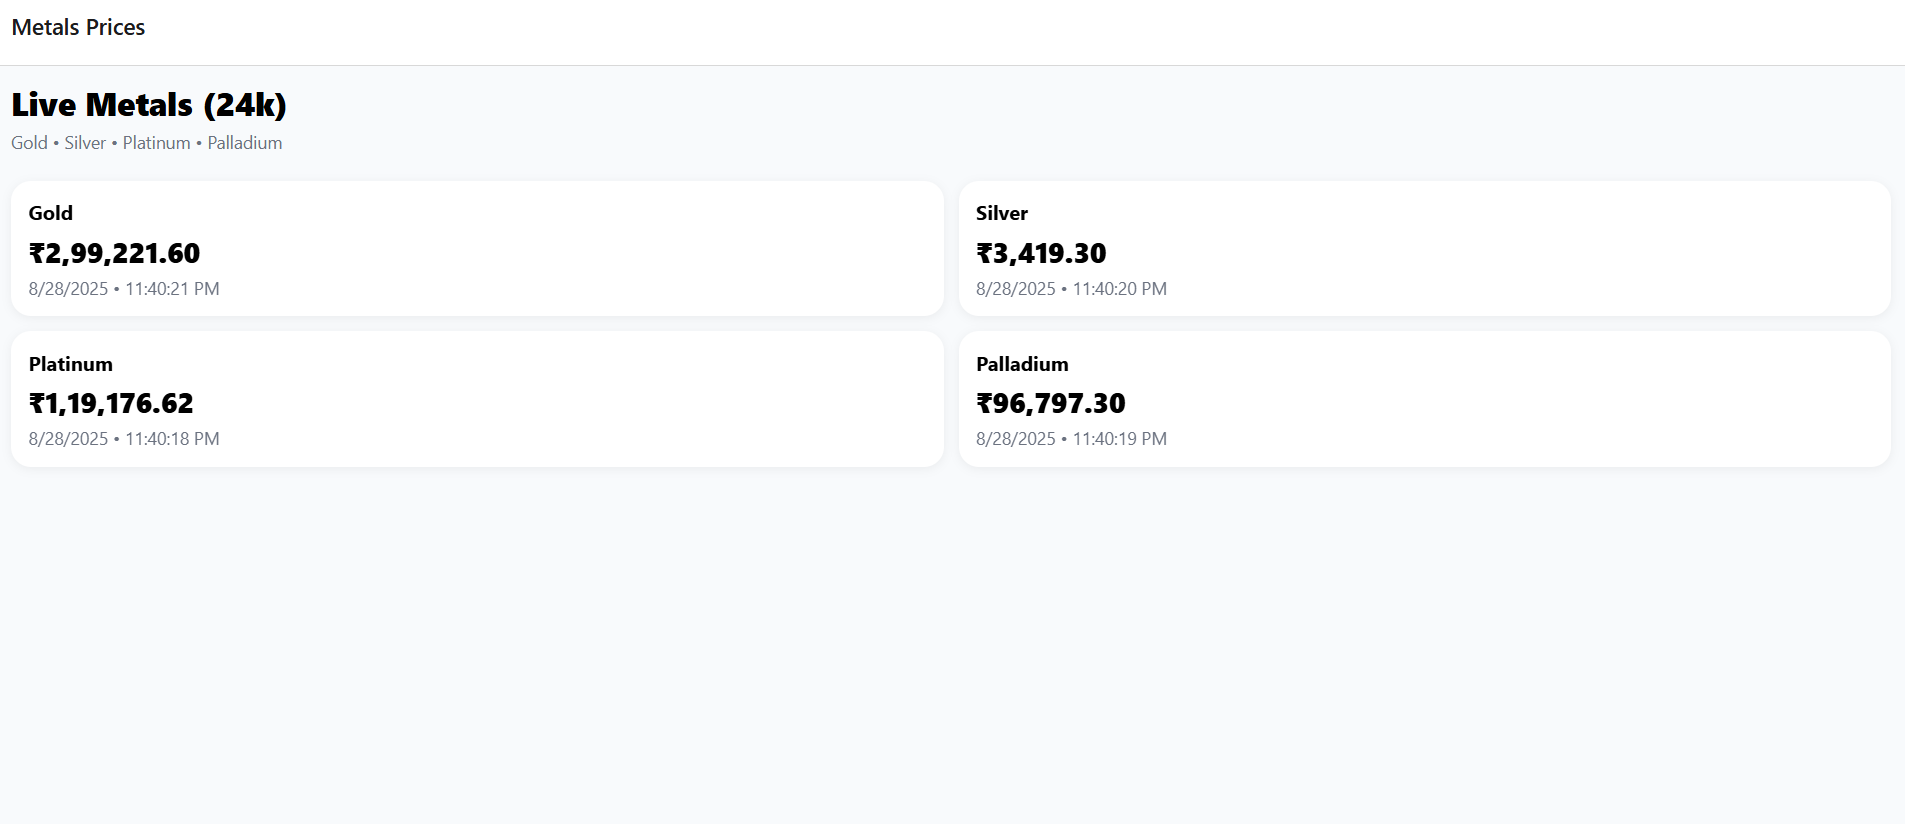 Metals Prices
Live Metals (24k)
Gold • Silver • Platinum • Palladium
Gold
₹2,99,221.60
8/28/2025 • 11:40:21 PM
Silver
₹3,419.30
8/28/2025 • 11:40:20 PM
Platinum
₹1,19,176.62
8/28/2025 • 11:40:18 PM
Palladium
₹96,797.30
8/28/2025 • 11:40:19 PM